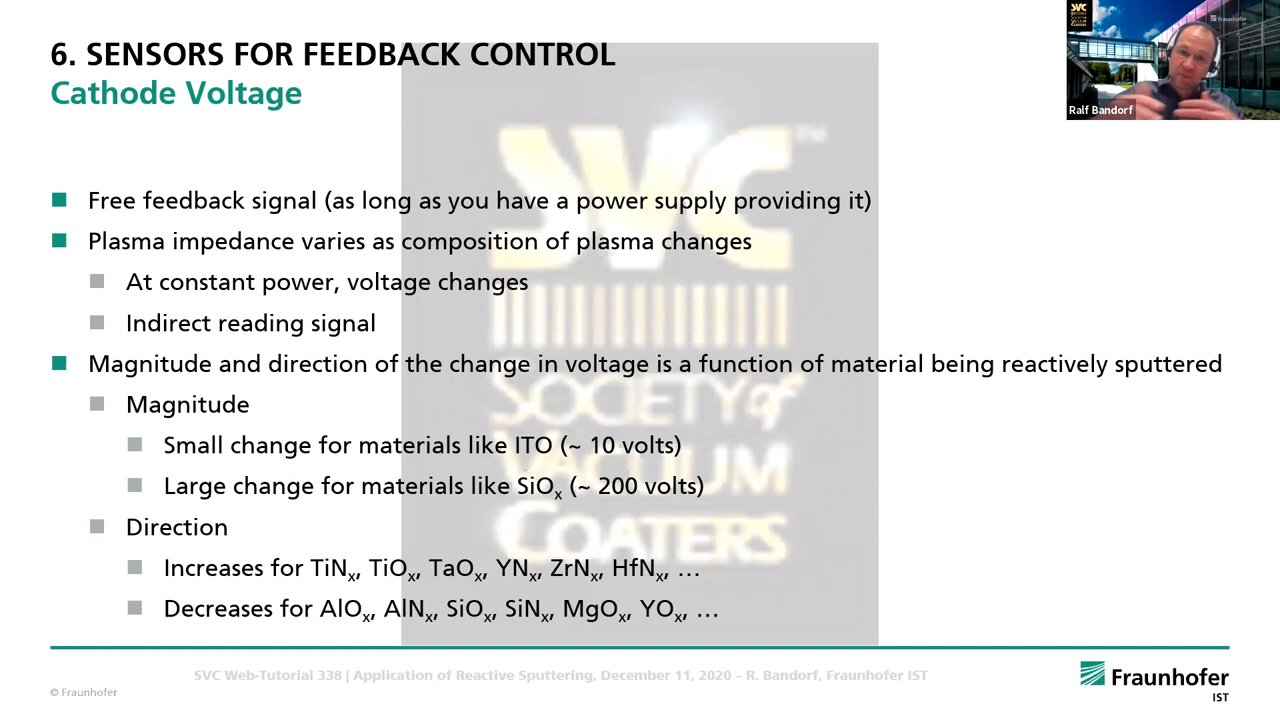 6. SENSORS FOR FEEDBACK CONTROL
Cathode Voltage
SVC
Fraunhofer
Ralf Bandorf
SVC
TM
SOCIETY of
VACUUM
COATERS
Free feedback signal (as long as you have a power supply providing it)
Plasma impedance varies as composition of plasma changes
At constant power, voltage changes
Indirect reading signal
Magnitude and direction of the change in voltage is a function of material being reactively sputtered
Magnitude
Small change for materials like ITO (~ 10 volts)
Large change for materials like SiOₓ (~ 200 volts)
Direction
Increases for TiNₓ, TiOₓ, TaOₓ, YNₓ, ZrNₓ, HfNₓ, …
Decreases for AlOₓ, AlNₓ, SiOₓ, SiNₓ, MgOₓ, YOₓ, …
SVC Web-Tutorial 338 | Application of Reactive Sputtering, December 11, 2020 – R. Bandorf, Fraunhofer IST
© Fraunhofer
Fraunhofer
IST